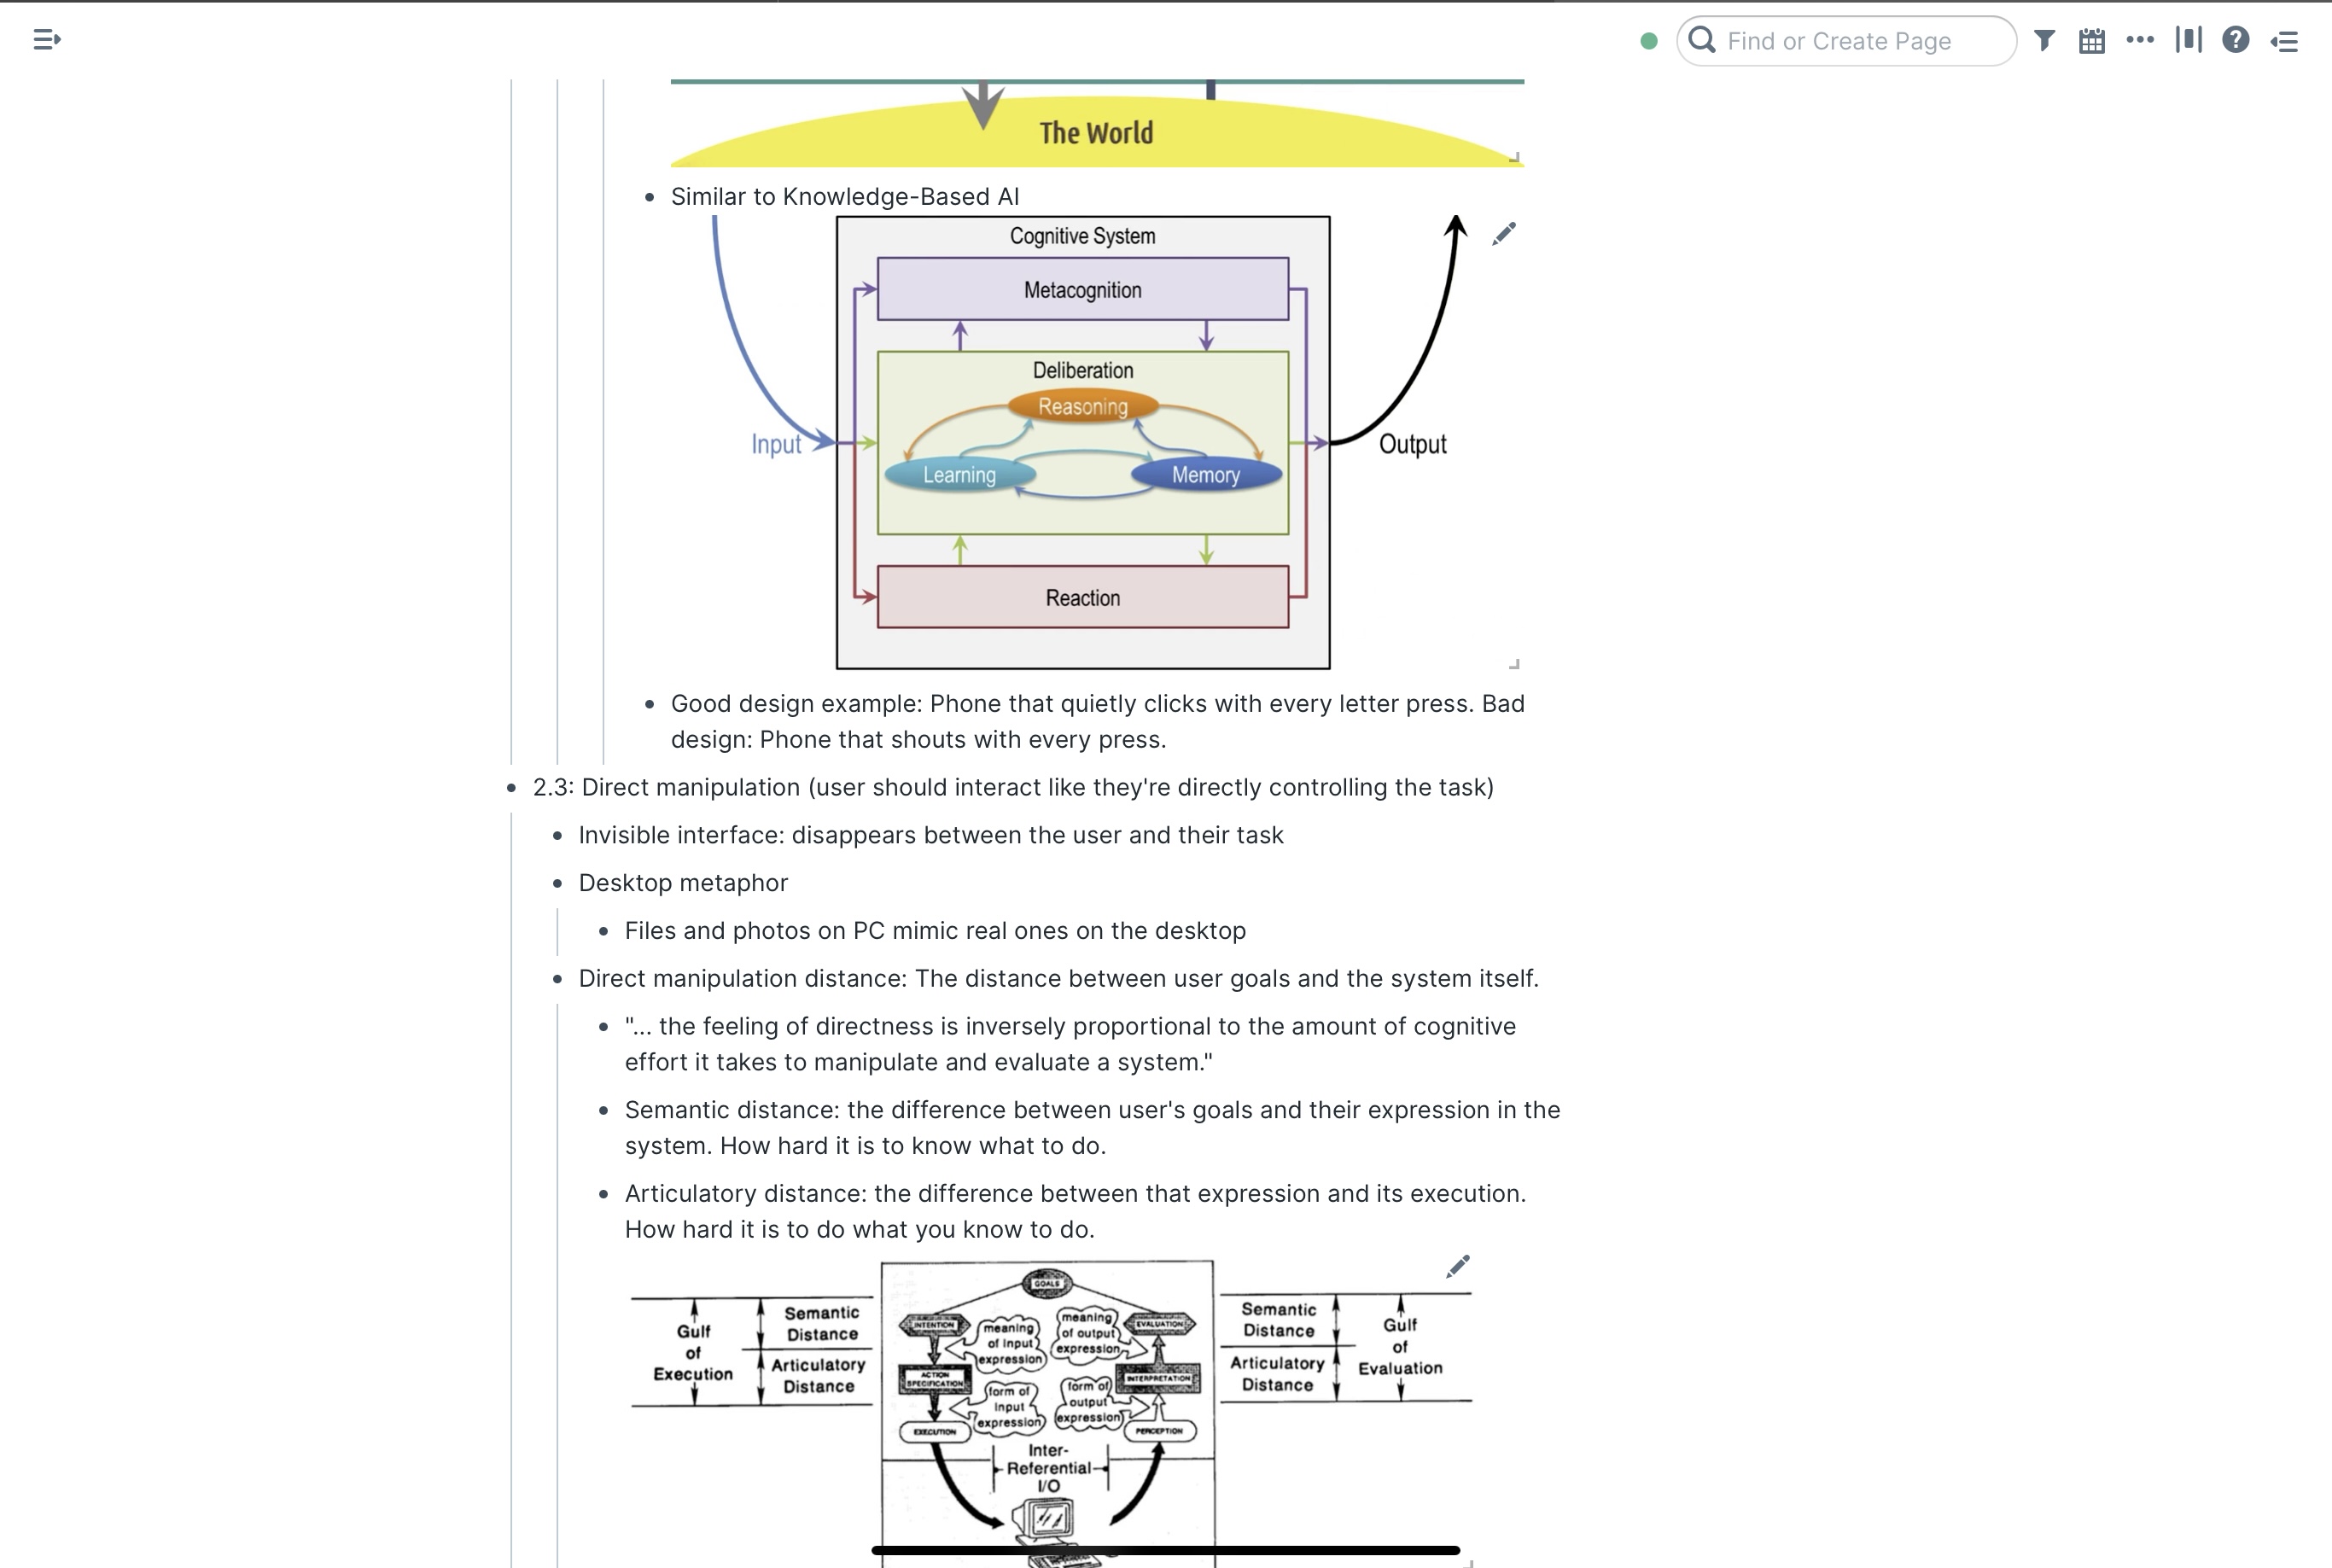 Find or Create Page
The World
Similar to Knowledge-Based AI
Cognitive System
Metacognition
Deliberation
Reasoning
Input
Output
Learning
Memory
Reaction
Good design example: Phone that quietly clicks with every letter press. Bad
design: Phone that shouts with every press.
2.3: Direct manipulation (user should interact like they're directly controlling the task)
Invisible interface: disappears between the user and their task
Desktop metaphor
Files and photos on PC mimic real ones on the desktop
Direct manipulation distance: The distance between user goals and the system itself.
"... the feeling of directness is inversely proportional to the amount of cognitive
effort it takes to manipulate and evaluate a system."
Semantic distance: the difference between user's goals and their expression in the
system. How hard it is to know what to do.
Articulatory distance: the difference between that expression and its execution.
How hard it is to do what you know to do.
Gulf
of
Execution
Semantic
Distance
Articulatory
Distance
GOALS
INTENTION
meaning
of input
expression
meaning
of output
expression
EVALUATION
ACTION
SPECIFICATION
form of
input
expression
form of
output
expression
INTERPRETATION
EXECUTION
PERCEPTION
Inter-
Referential
I/O
Semantic
Distance
Articulatory
Distance
Gulf
of
Evaluation